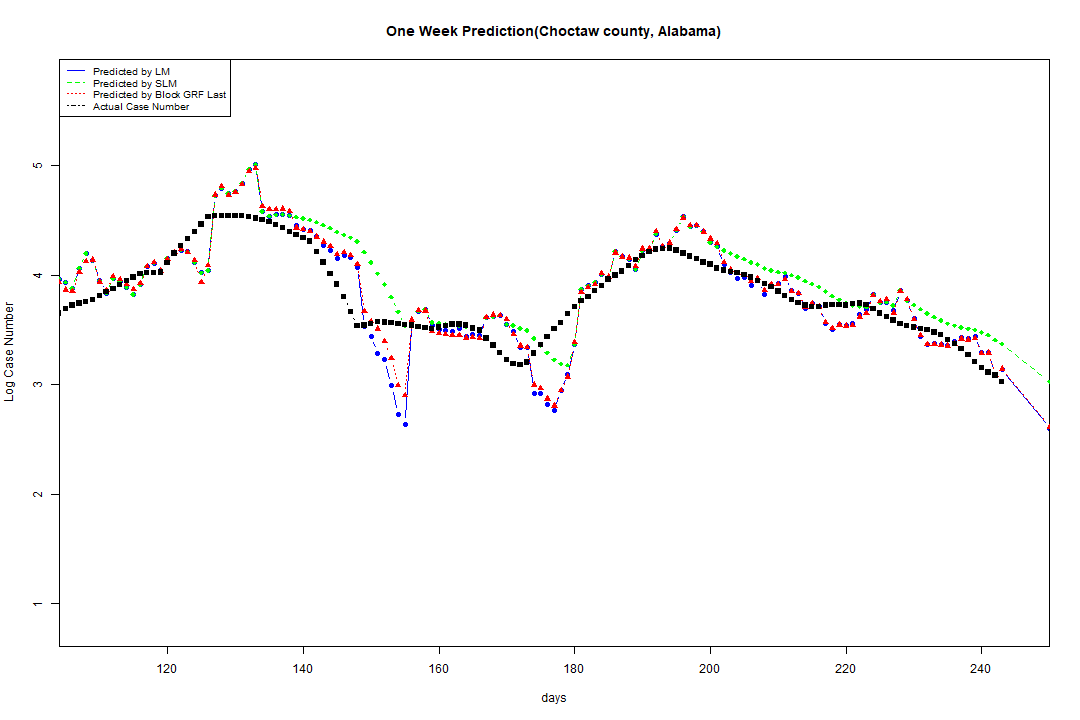 One Week Prediction(Choctaw county, Alabama)
Predicted by LM
Predicted by SLM
Predicted by Block GRF Last
Actual Case Number
Log Case Number
5
4
3
2
1
120 140 160 180 200 220 240
days